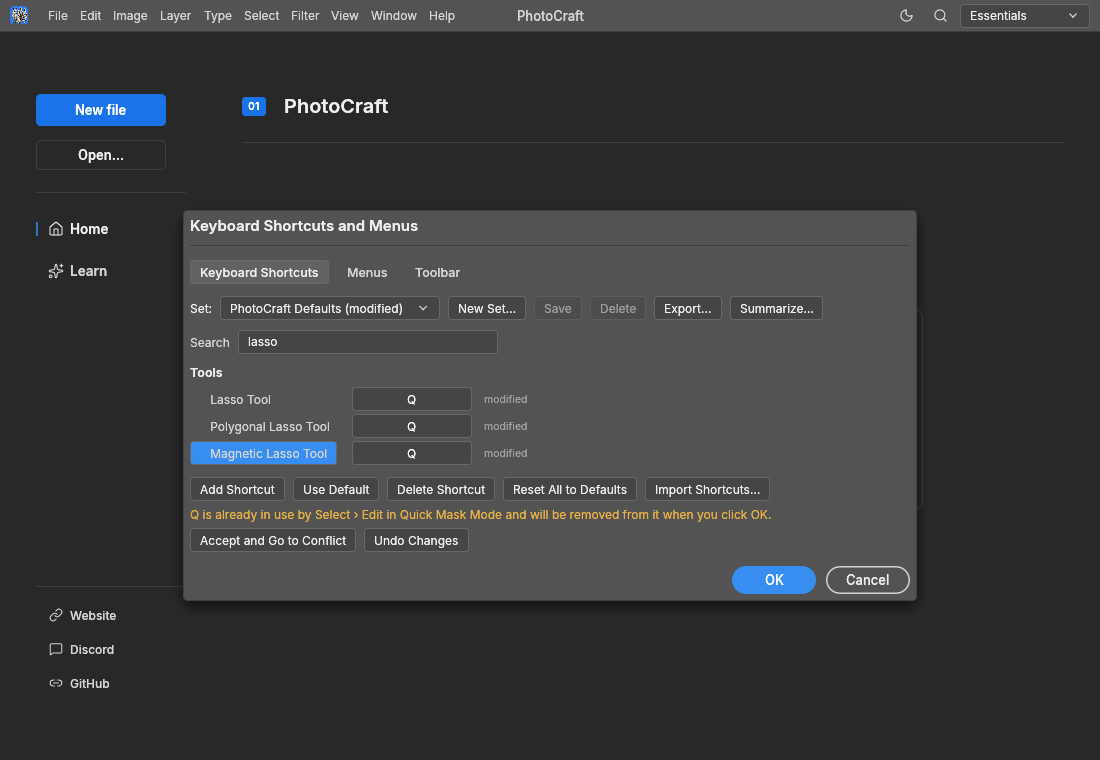 File Edit Image Layer Type Select Filter View Window Help PhotoCraft Essentials
New file
01 PhotoCraft
Open...
Home
Learn
Keyboard Shortcuts and Menus
Keyboard Shortcuts Menus Toolbar
Set: PhotoCraft Defaults (modified) New Set... Save Delete Export... Summarize...
Search lasso
Tools
Lasso Tool Q modified
Polygonal Lasso Tool Q modified
Magnetic Lasso Tool Q modified
Add Shortcut Use Default Delete Shortcut Reset All to Defaults Import Shortcuts...
Q is already in use by Select › Edit in Quick Mask Mode and will be removed from it when you click OK.
Accept and Go to Conflict Undo Changes
OK Cancel
Website
Discord
GitHub